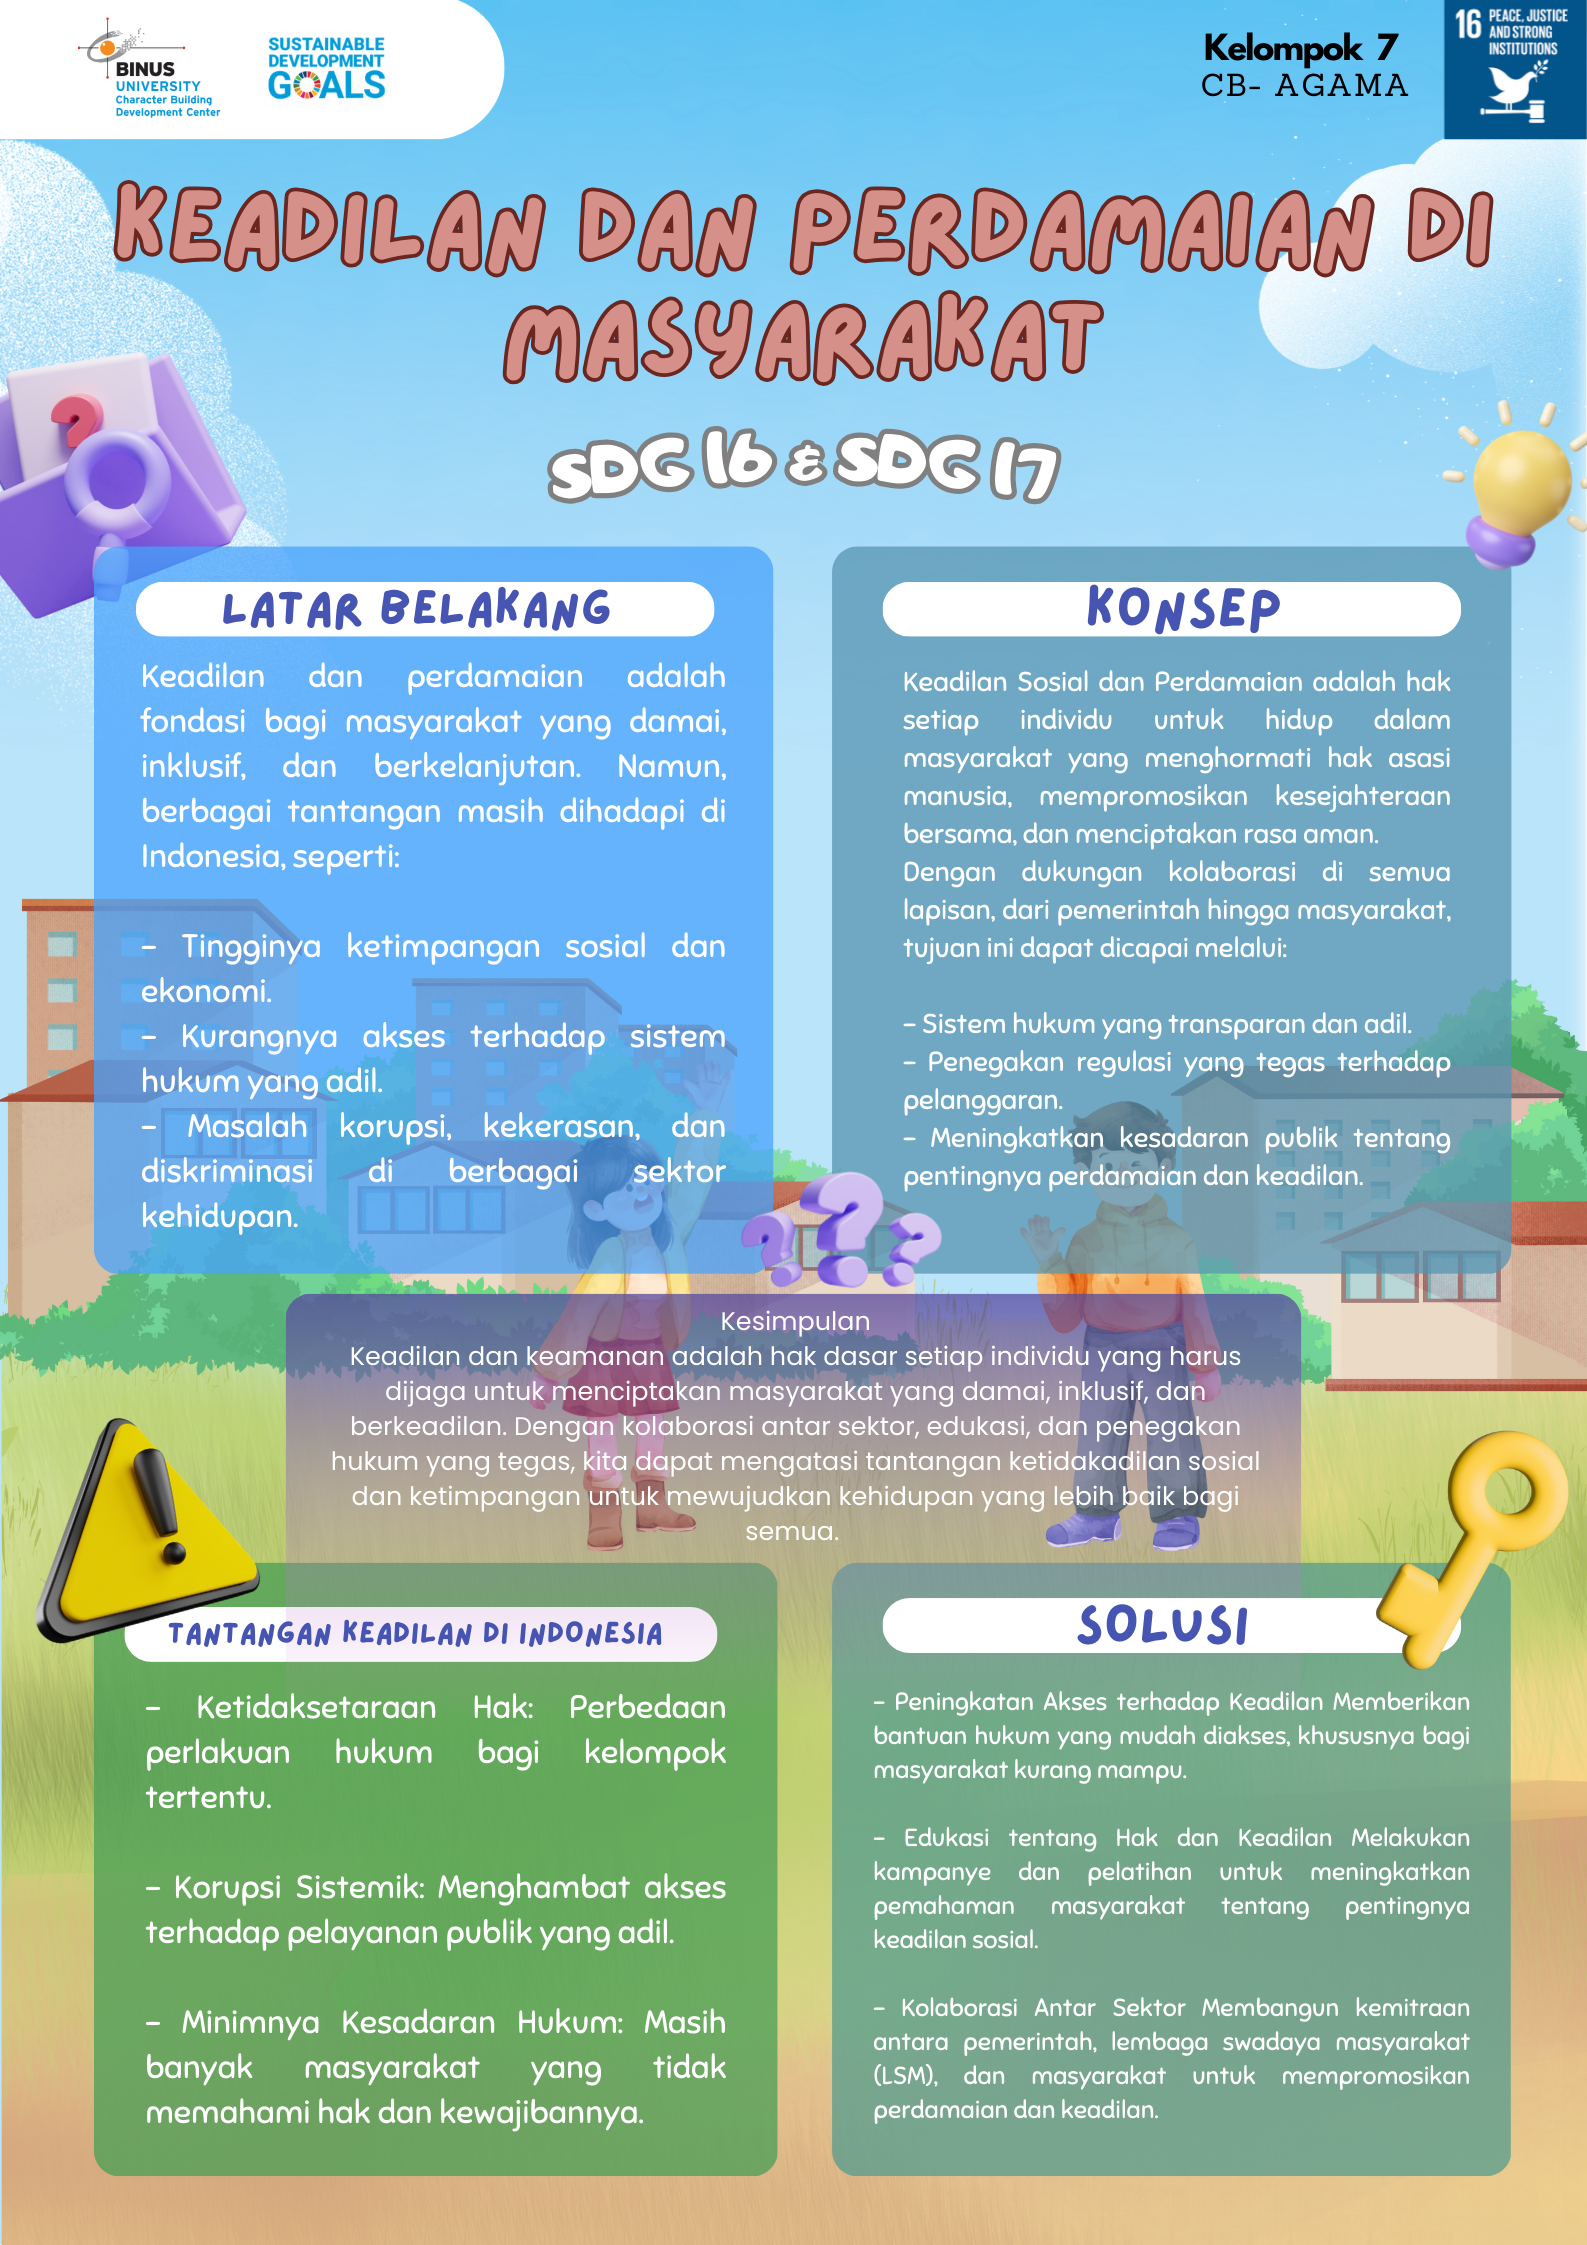 BINUS
UNIVERSITY
Character Building
Development Center
SUSTAINABLE
DEVELOPMENT
GOALS
Kelompok 7
CB- AGAMA
16 PEACE, JUSTICE
AND STRONG
INSTITUTIONS
KEADILAN DAN PERDAMAIAN DI
MASYARAKAT
SDG 16 & SDG 17
LATAR BELAKANG
Keadilan dan perdamaian adalah
fondasi bagi masyarakat yang damai,
inklusif, dan berkelanjutan. Namun,
berbagai tantangan masih dihadapi di
Indonesia, seperti:
- Tingginya ketimpangan sosial dan
ekonomi.
- Kurangnya akses terhadap sistem
hukum yang adil.
- Masalah korupsi, kekerasan, dan
diskriminasi di berbagai sektor
kehidupan.
KONSEP
Keadilan Sosial dan Perdamaian adalah hak
setiap individu untuk hidup dalam
masyarakat yang menghormati hak asasi
manusia, mempromosikan kesejahteraan
bersama, dan menciptakan rasa aman.
Dengan dukungan kolaborasi di semua
lapisan, dari pemerintah hingga masyarakat,
tujuan ini dapat dicapai melalui:
- Sistem hukum yang transparan dan adil.
- Penegakan regulasi yang tegas terhadap
pelanggaran.
- Meningkatkan kesadaran publik tentang
pentingnya perdamaian dan keadilan.
Kesimpulan
Keadilan dan keamanan adalah hak dasar setiap individu yang harus
dijaga untuk menciptakan masyarakat yang damai, inklusif, dan
berkeadilan. Dengan kolaborasi antar sektor, edukasi, dan penegakan
hukum yang tegas, kita dapat mengatasi tantangan ketidakadilan sosial
dan ketimpangan untuk mewujudkan kehidupan yang lebih baik bagi
semua.
TANTANGAN KEADILAN DI INDONESIA
- Ketidaksetaraan Hak: Perbedaan
perlakuan hukum bagi kelompok
tertentu.
- Korupsi Sistemik: Menghambat akses
terhadap pelayanan publik yang adil.
- Minimnya Kesadaran Hukum: Masih
banyak masyarakat yang tidak
memahami hak dan kewajibannya.
SOLUSI
- Peningkatan Akses terhadap Keadilan Memberikan
bantuan hukum yang mudah diakses, khususnya bagi
masyarakat kurang mampu.
- Edukasi tentang Hak dan Keadilan Melakukan
kampanye dan pelatihan untuk meningkatkan
pemahaman masyarakat tentang pentingnya
keadilan sosial.
- Kolaborasi Antar Sektor Membangun kemitraan
antara pemerintah, lembaga swadaya masyarakat
(LSM), dan masyarakat untuk mempromosikan
perdamaian dan keadilan.